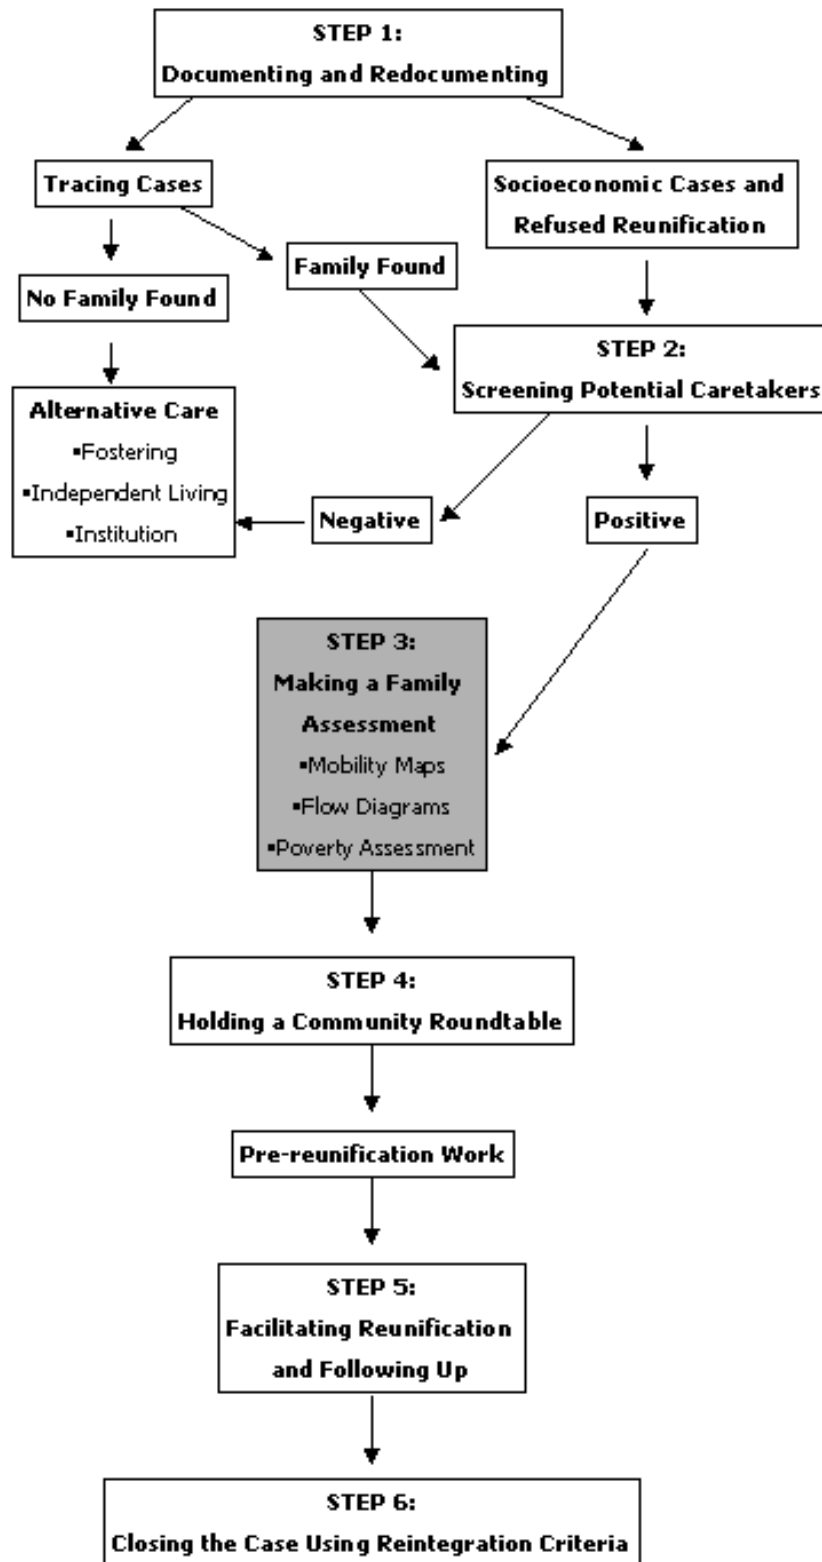 STEP 1:
Documenting and Redocumenting
Tracing Cases
Socioeconomic Cases and
Refused Reunification
Family Found
No Family Found
STEP 2:
Screening Potential Caretakers
Alternative Care
▪Fostering
▪Independent Living
▪Institution
Negative
Positive
STEP 3:
Making a Family
Assessment
▪Mobility Maps
▪Flow Diagrams
▪Poverty Assessment
STEP 4:
Holding a Community Roundtable
Pre-reunification Work
STEP 5:
Facilitating Reunification
and Following Up
STEP 6:
Closing the Case Using Reintegration Criteria